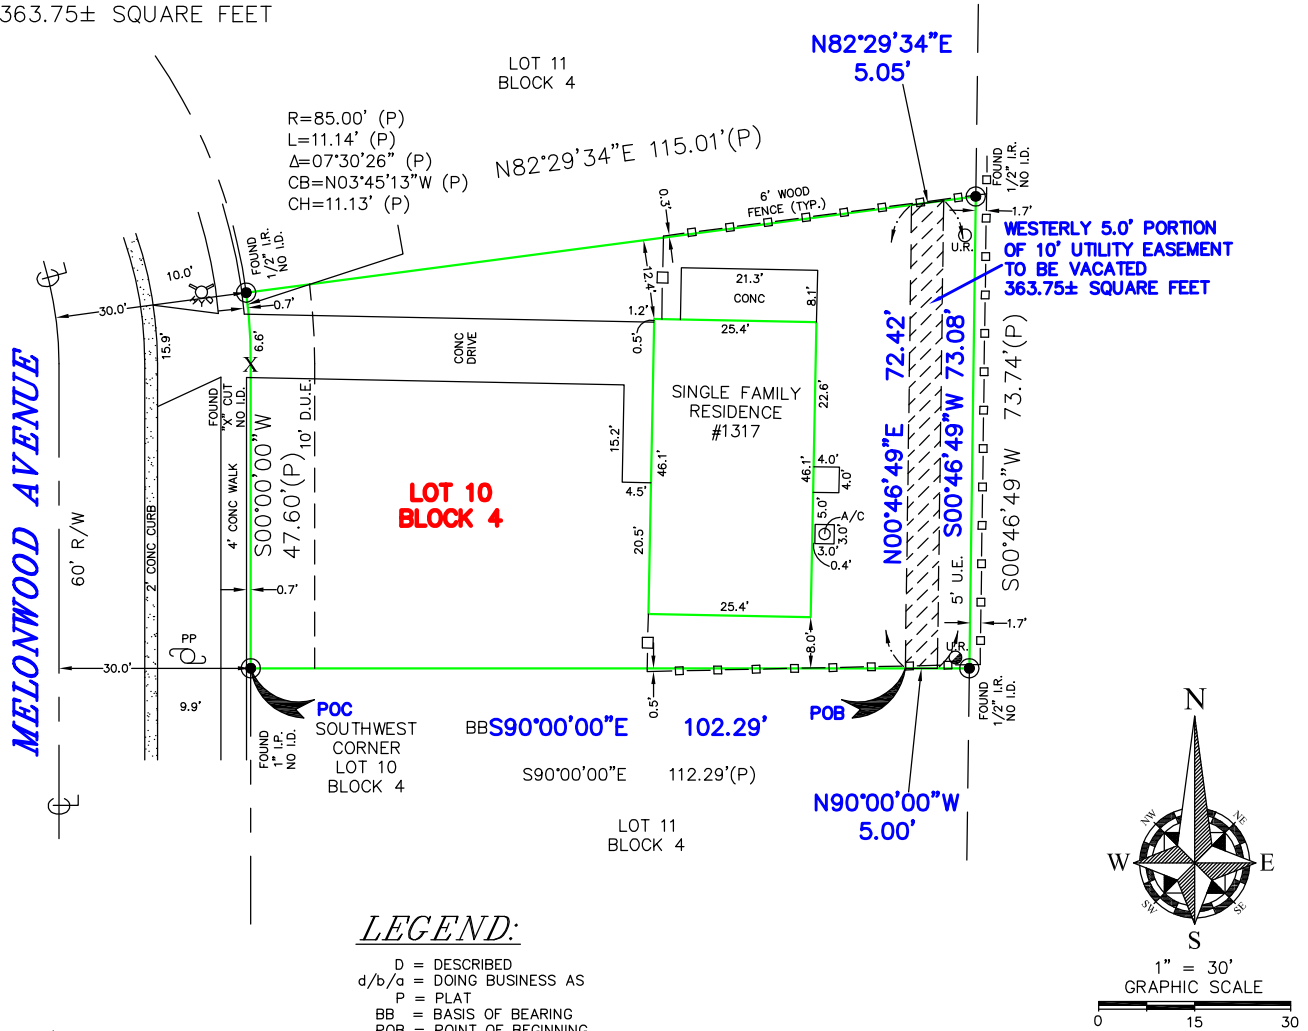 363.75± SQUARE FEET
LOT 11
BLOCK 4
N82°29'34"E
5.05'
R=85.00' (P)
L=11.14' (P)
Δ=07°30'26" (P)
CB=N03°45'13"W (P)
CH=11.13' (P)
N82°29'34"E 115.01'(P)
6' WOOD
FENCE (TYP.)
0.3'
FOUND
1/2" I.R.
NO I.D.
1.7'
U.R.
WESTERLY 5.0' PORTION
OF 10' UTILITY EASEMENT
TO BE VACATED
363.75± SQUARE FEET
FOUND
1/2" I.R.
NO I.D.
10.0'
30.0'
0.7'
12.4'
21.3'
CONC
8.1'
1.2'
25.4'
0.5'
15.9'
6.6'
X
CONC
DRIVE
FOUND
"X" CUT
NO I.D.
10' D.U.E.
SINGLE FAMILY
RESIDENCE
#1317
22.6'
N00°46'49"E 72.42'
S00°46'49"W 73.08'
S00°46'49"W 73.74'(P)
MELONWOOD AVENUE
60' R/W
2' CONC CURB
4' CONC WALK
S00°00'00"W
47.60'(P)
15.2'
46.1'
46.1'
4.0'
4.0'
4.5'
LOT 10
BLOCK 4
5.0'
A/C
3.0'
3.0'
0.4'
20.5'
25.4'
5' U.E.
0.7'
1.7'
PP
8.0'
U.R.
30.0'
9.9'
0.5'
POC
SOUTHWEST
CORNER
LOT 10
BLOCK 4
FOUND
1" I.P.
NO I.D.
BB S90°00'00"E 102.29'
POB
FOUND
1/2" I.R.
NO I.D.
S90°00'00"E 112.29'(P)
N90°00'00"W
5.00'
LOT 11
BLOCK 4
N
NW
NE
W
E
SW
SE
S
LEGEND:
D = DESCRIBED
d/b/a = DOING BUSINESS AS
P = PLAT
BB = BASIS OF BEARING
POB = POINT OF BEGINNING
1" = 30'
GRAPHIC SCALE
0 15 30